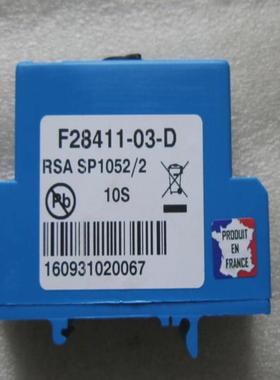 F28411-03-D
RSA SP1052/2
Pb
10S
160931020067
PRODUIT
EN
FRANCE